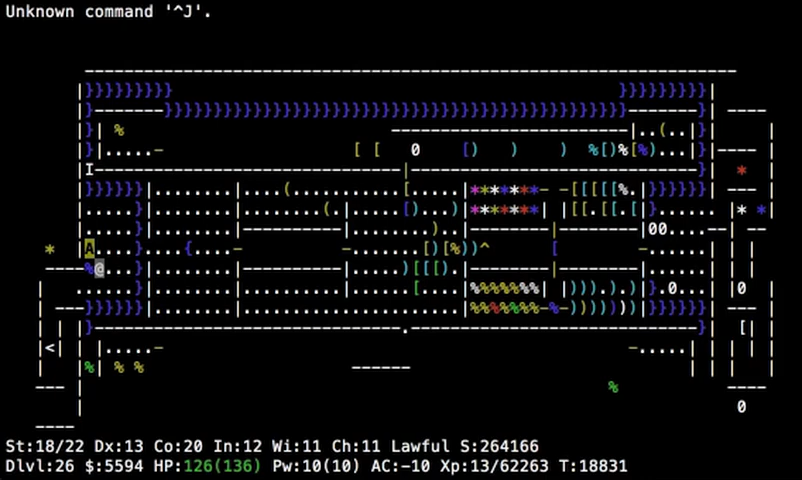 Unknown command '^J'.
St:18/22 Dx:13 Co:20 In:12 Wi:11 Ch:11 Lawful S:264166
Dlvl:26 $:5594 HP:126(136) Pw:10(10) AC:-10 Xp:13/62263 T:18831